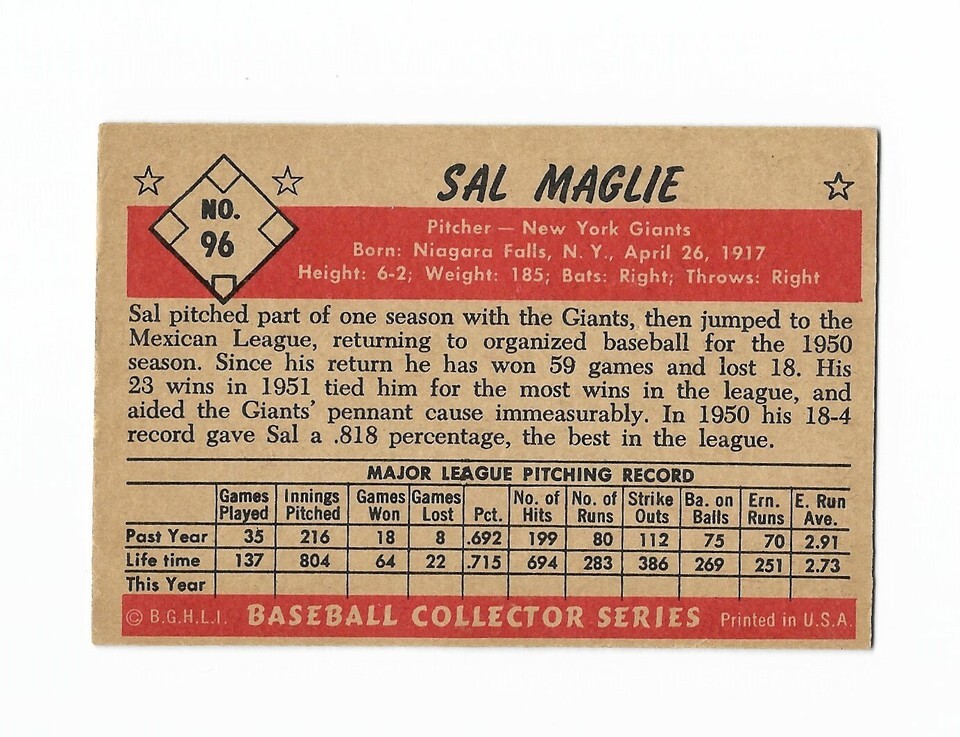 NO.
96
SAL MAGLIE
Pitcher — New York Giants
Born: Niagara Falls, N. Y., April 26, 1917
Height: 6-2; Weight: 185; Bats: Right; Throws: Right
Sal pitched part of one season with the Giants, then jumped to the
Mexican League, returning to organized baseball for the 1950
season. Since his return he has won 59 games and lost 18. His
23 wins in 1951 tied him for the most wins in the league, and
aided the Giants' pennant cause immeasurably. In 1950 his 18-4
record gave Sal a .818 percentage, the best in the league.
MAJOR LEAGUE PITCHING RECORD
Games Innings Games Games No. of No. of Strike Ba. on Ern. E. Run
Played Pitched Won Lost Pct. Hits Runs Outs Balls Runs Ave.
Past Year 35 216 18 8 .692 199 80 112 75 70 2.91
Life time 137 804 64 22 .715 694 283 386 269 251 2.73
This Year
© B.G.H.L.I. BASEBALL COLLECTOR SERIES Printed in U.S.A.